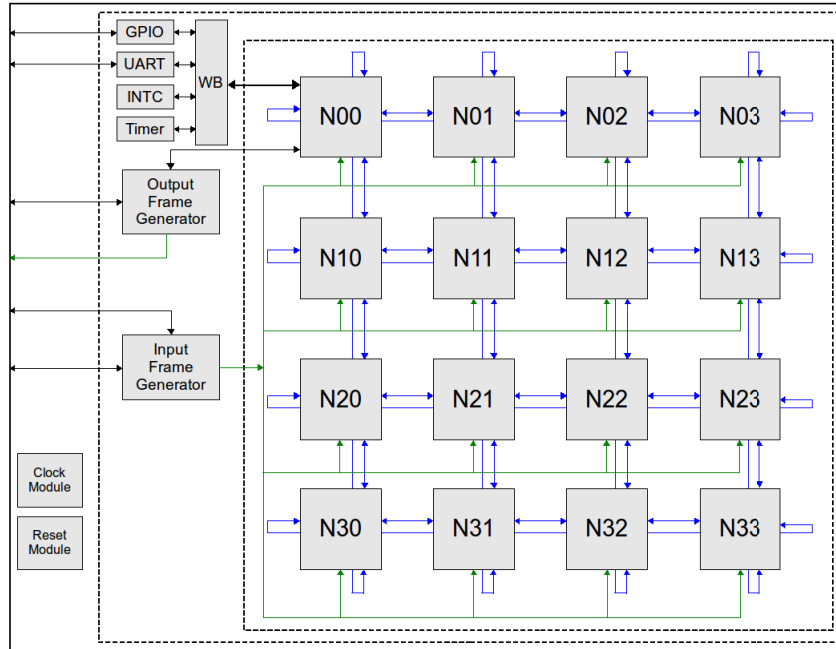 GPIO
UART
INTC
Timer
WB
Output
Frame
Generator
Input
Frame
Generator
Clock
Module
Reset
Module
N00
N01
N02
N03
N10
N11
N12
N13
N20
N21
N22
N23
N30
N31
N32
N33